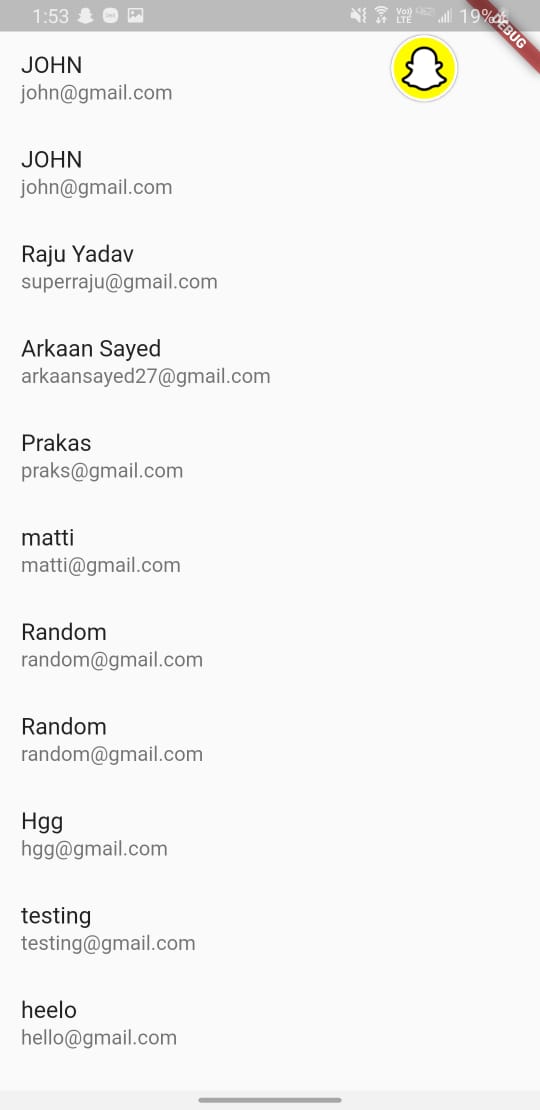 1:53
Vo))
LTE
19%
DEBUG
JOHN
john@gmail.com
JOHN
john@gmail.com
Raju Yadav
superraju@gmail.com
Arkaan Sayed
arkaansayed27@gmail.com
Prakas
praks@gmail.com
matti
matti@gmail.com
Random
random@gmail.com
Random
random@gmail.com
Hgg
hgg@gmail.com
testing
testing@gmail.com
heelo
hello@gmail.com